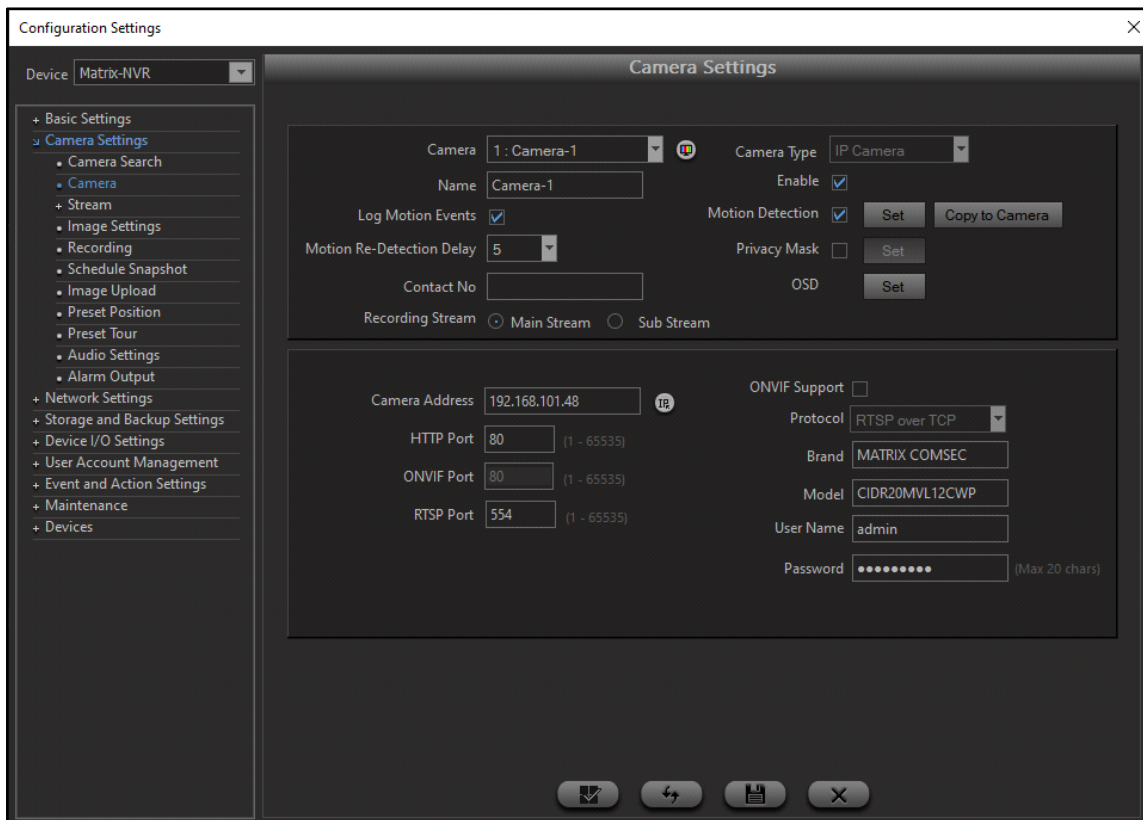 Configuration Settings
Device Matrix-NVR
Camera Settings
+ Basic Settings
Camera Settings
Camera Search
Camera
+ Stream
Image Settings
Recording
Schedule Snapshot
Image Upload
Preset Position
Preset Tour
Audio Settings
Alarm Output
+ Network Settings
+ Storage and Backup Settings
+ Device I/O Settings
+ User Account Management
+ Event and Action Settings
+ Maintenance
+ Devices
Camera 1 : Camera-1
Camera Type IP Camera
Name Camera-1
Enable
Log Motion Events
Motion Detection Set Copy to Camera
Motion Re-Detection Delay 5
Privacy Mask Set
Contact No
OSD Set
Recording Stream Main Stream Sub Stream
Camera Address 192.168.101.48
HTTP Port 80 (1 - 65535)
ONVIF Port 80 (1 - 65535)
RTSP Port 554 (1 - 65535)
ONVIF Support
Protocol RTSP over TCP
Brand MATRIX COMSEC
Model CIDR20MVL12CWP
User Name admin
Password ●●●●●●●●● (Max 20 chars)